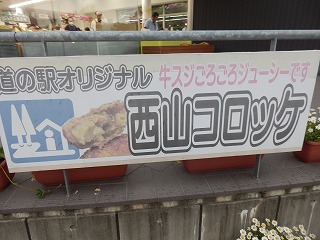 道の駅オリジナル
牛スジごろごろジューシーです
西山コロッケ